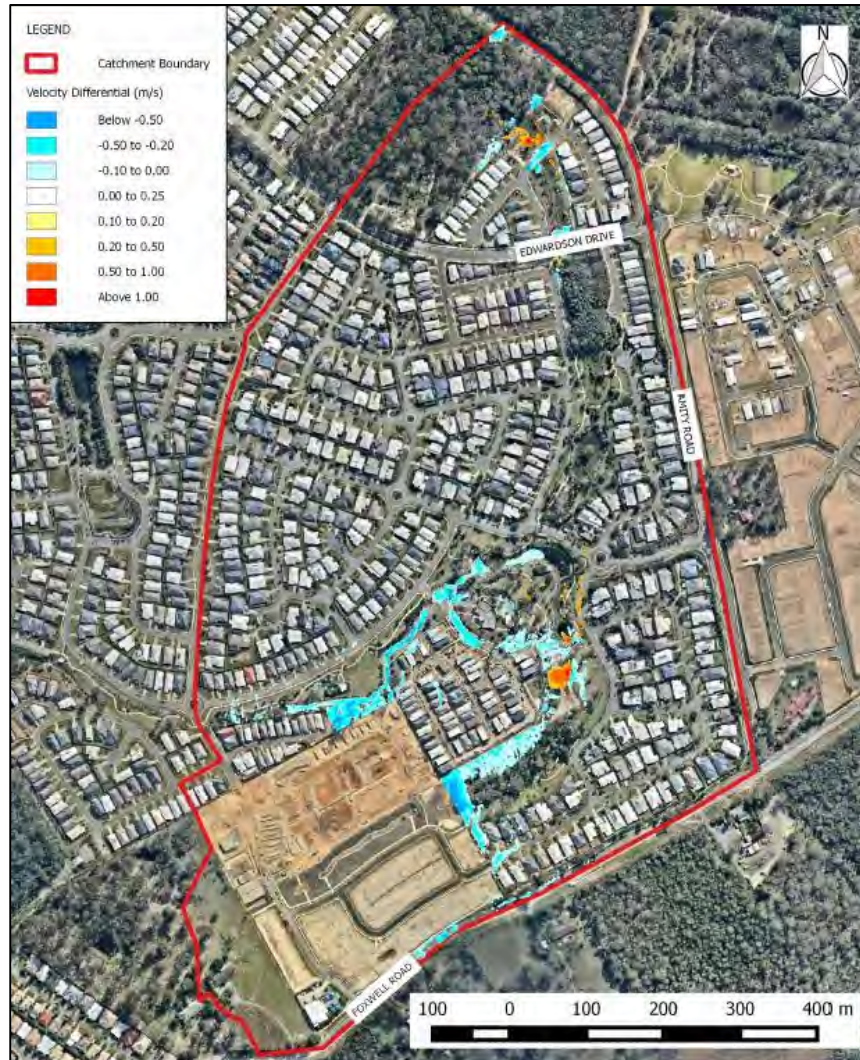 LEGEND
Catchment Boundary
Velocity Differential (m/s)
Below -0.50
-0.50 to -0.20
-0.10 to 0.00
0.00 to 0.25
0.10 to 0.20
0.20 to 0.50
0.50 to 1.00
Above 1.00
N
EDWARDSON DRIVE
AMITY ROAD
FOXWELL ROAD
100 0 100 200 300 400 m